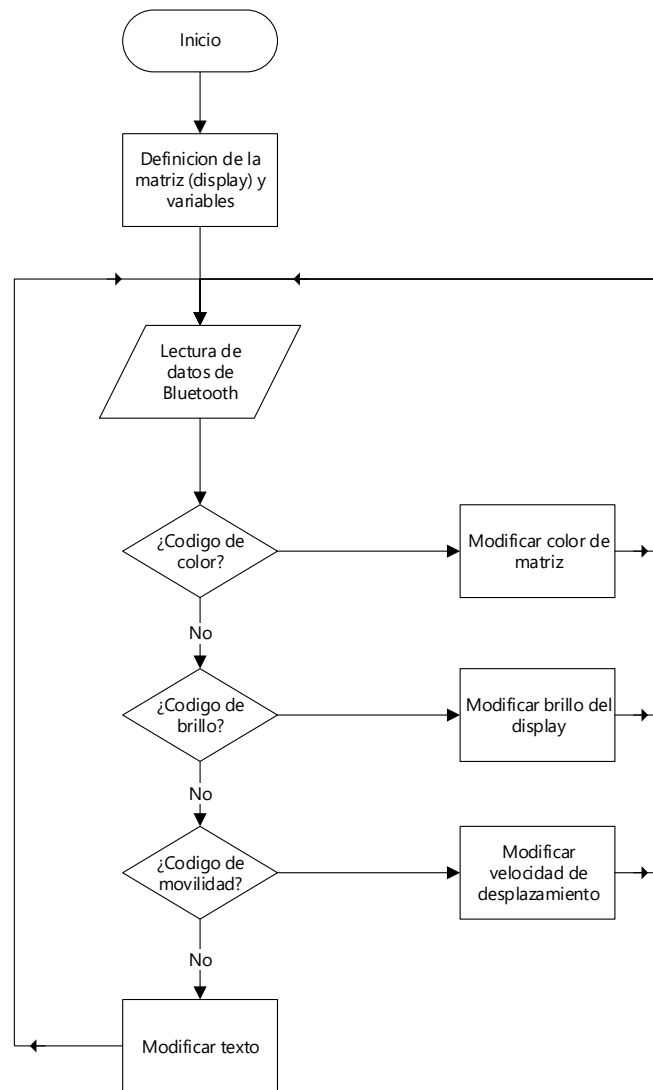 Inicio
Definicion de la
matriz (display) y
variables
Lectura de
datos de
Bluetooth
¿Codigo de
color?
Modificar color de
matriz
No
¿Codigo de
brillo?
Modificar brillo del
display
No
¿Codigo de
movilidad?
Modificar
velocidad de
desplazamiento
No
Modificar texto